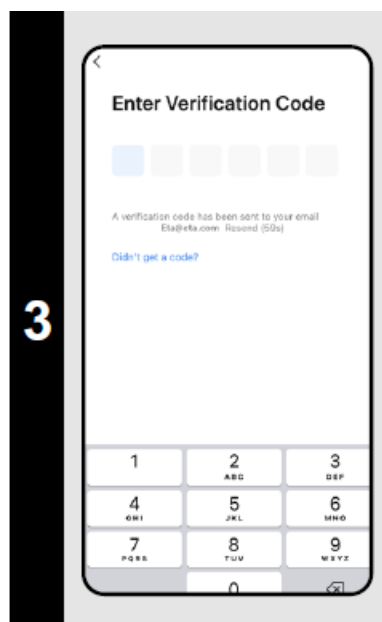 3
Enter Verification Code
A verification code has been sent to your email
Eta@eta.com Resend (59s)
Didn't get a code?
1
2
ABC
3
DEF
4
GHI
5
JKL
6
MNO
7
PQRS
8
TUV
9
WXYZ
0